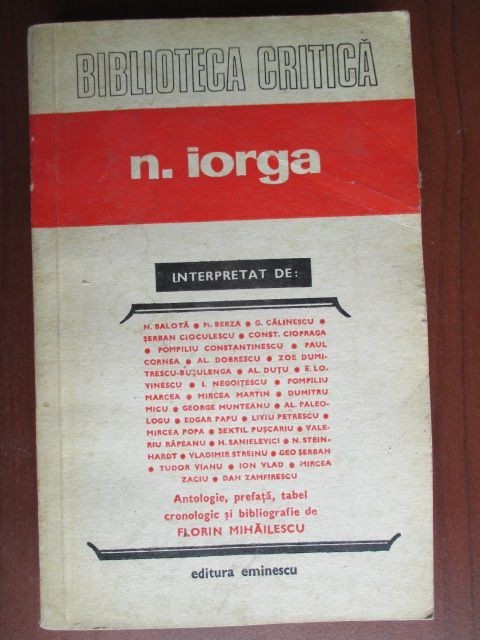 BIBLIOTECA CRITICĂ
n. iorga
INTERPRETAT DE:
N. BALOTĂ ● M. BERZA ● G. CĂLINESCU ●
ȘERBAN CIOCULESCU ● CONST. CIOPRAGA
● POMPILIU CONSTANTINESCU ● PAUL
CORNEA ● AL. DOBRESCU ● ZOE DUMI-
TRESCU-BUȘULENGA ● AL. DUȚU ● E. LO-
VINESCU ● I. NEGOIȚESCU ● POMPILIU
MARCEA ● MIRCEA MARTIN ● DUMITRU
MICU ● GEORGE MUNTEANU ● AL. PALEO-
LOGU ● EDGAR PAPU ● LIVIU PETRESCU ●
MIRCEA POPA ● SEXTIL PUȘCARIU ● VALE-
RIU RÂPEANU ● H. SANIELEVICI ● N. STEIN-
HARDT ● VLADIMIR STREINU ● GEO ȘERBAN
● TUDOR VIANU ● ION VLAD ● MIRCEA
ZACIU ● DAN ZAMFIRESCU
Antologie, prefață, tabel
cronologic și bibliografie de
FLORIN MIHĂILESCU
editura eminescu